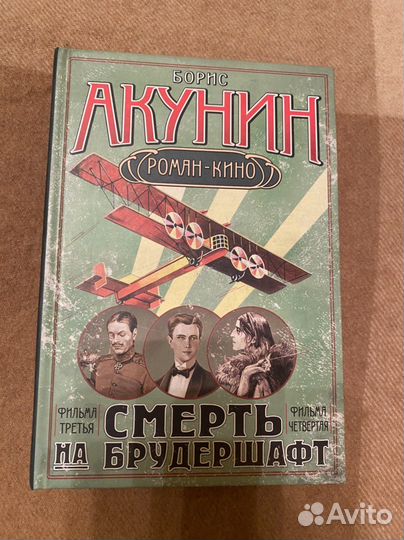 БОРИС
АКУНИН
РОМАН-КИНО
ФИЛЬМА
ТРЕТЬЯ
ФИЛЬМА
ЧЕТВЕРТАЯ
СМЕРТЬ
НА БРУДЕРШАФТ
Avito